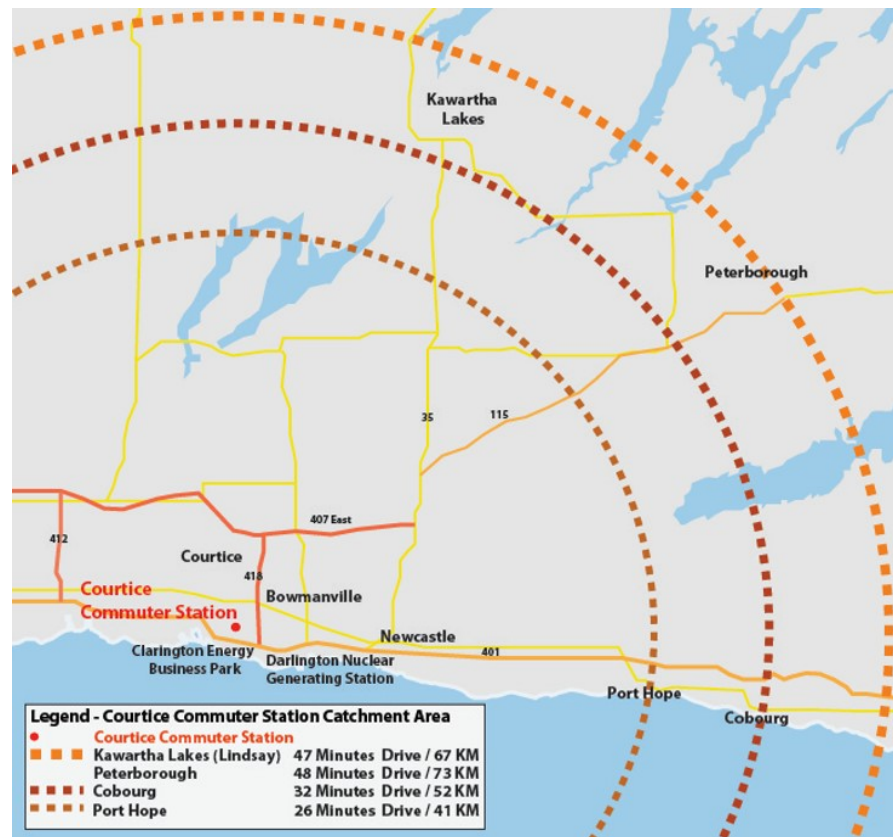 Kawartha
Lakes
Peterborough
35
115
407 East
412
Courtice
418
Courtice
Commuter Station
Bowmanville
Newcastle
401
Clarington Energy
Business Park
Darlington Nuclear
Generating Station
Port Hope
Cobourg
Legend - Courtice Commuter Station Catchment Area
Courtice Commuter Station
Kawartha Lakes (Lindsay) 47 Minutes Drive / 67 KM
Peterborough 48 Minutes Drive / 73 KM
Cobourg 32 Minutes Drive / 52 KM
Port Hope 26 Minutes Drive / 41 KM